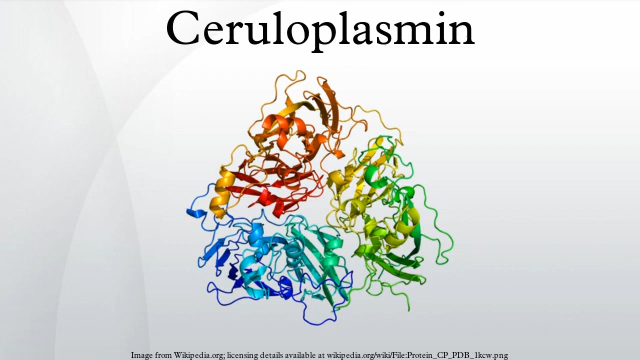 Ceruloplasmin
Image from Wikipedia.org; licensing details available at wikipedia.org/wiki/File:Protein_CP_PDB_1kcw.png